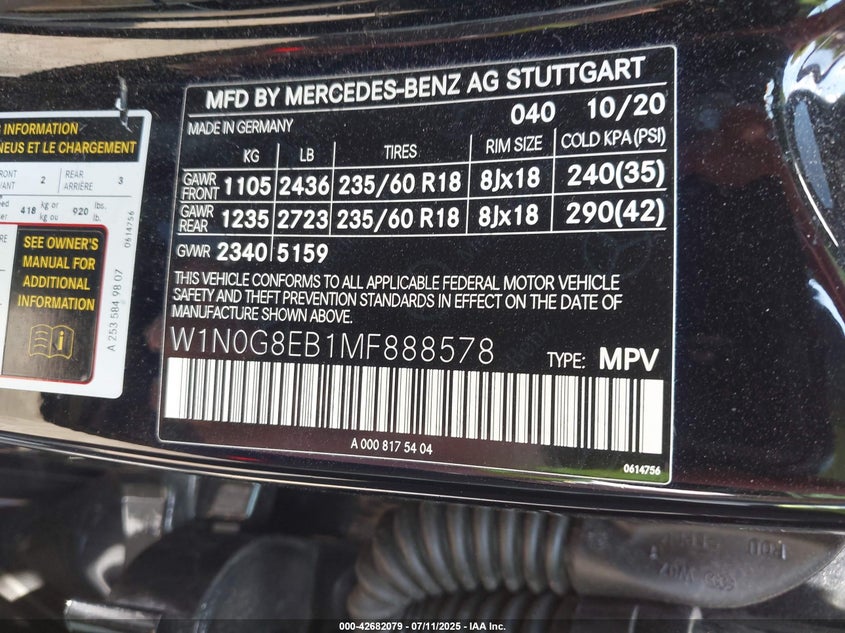 INFORMATION
NEUS ET LE CHARGEMENT
FRONT
2
REAR
ARRIÈRE
3
418
kg or
kg ou
920
lbs.
lb.
0614756
SEE OWNER'S
MANUAL FOR
ADDITIONAL
INFORMATION
A 253 584 98 07
MFD BY MERCEDES-BENZ AG STUTTGART
MADE IN GERMANY 040 10/20
KG LB TIRES RIM SIZE COLD KPA (PSI)
GAWR FRONT 1105 2436 235/60 R18 8Jx18 240(35)
GAWR REAR 1235 2723 235/60 R18 8Jx18 290(42)
GVWR 2340 5159
THIS VEHICLE CONFORMS TO ALL APPLICABLE FEDERAL MOTOR VEHICLE
SAFETY AND THEFT PREVENTION STANDARDS IN EFFECT ON THE DATE OF
MANUFACTURE SHOWN ABOVE.
W1N0G8EB1MF888578 TYPE: MPV
A 000 817 54 04
0614756
000-42682079 - 07/11/2025 - IAA Inc.